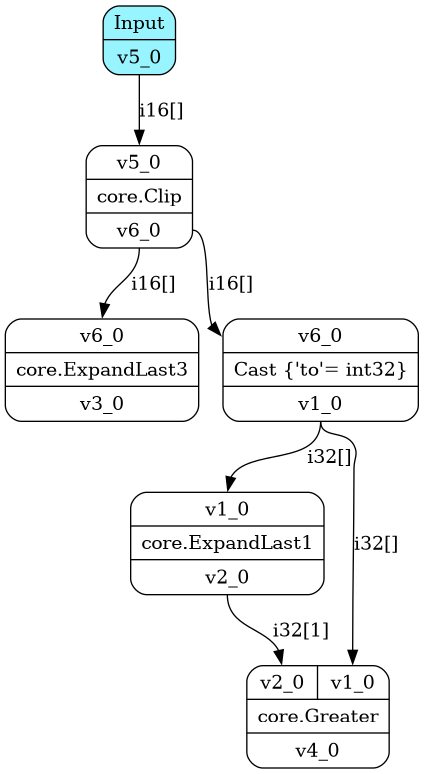 Input
v5_0
i16[]
v5_0
core.Clip
v6_0
i16[]
i16[]
v6_0
core.ExpandLast3
v3_0
v6_0
Cast {'to'= int32}
v1_0
i32[]
v1_0
core.ExpandLast1
v2_0
i32[]
i32[1]
v2_0 v1_0
core.Greater
v4_0